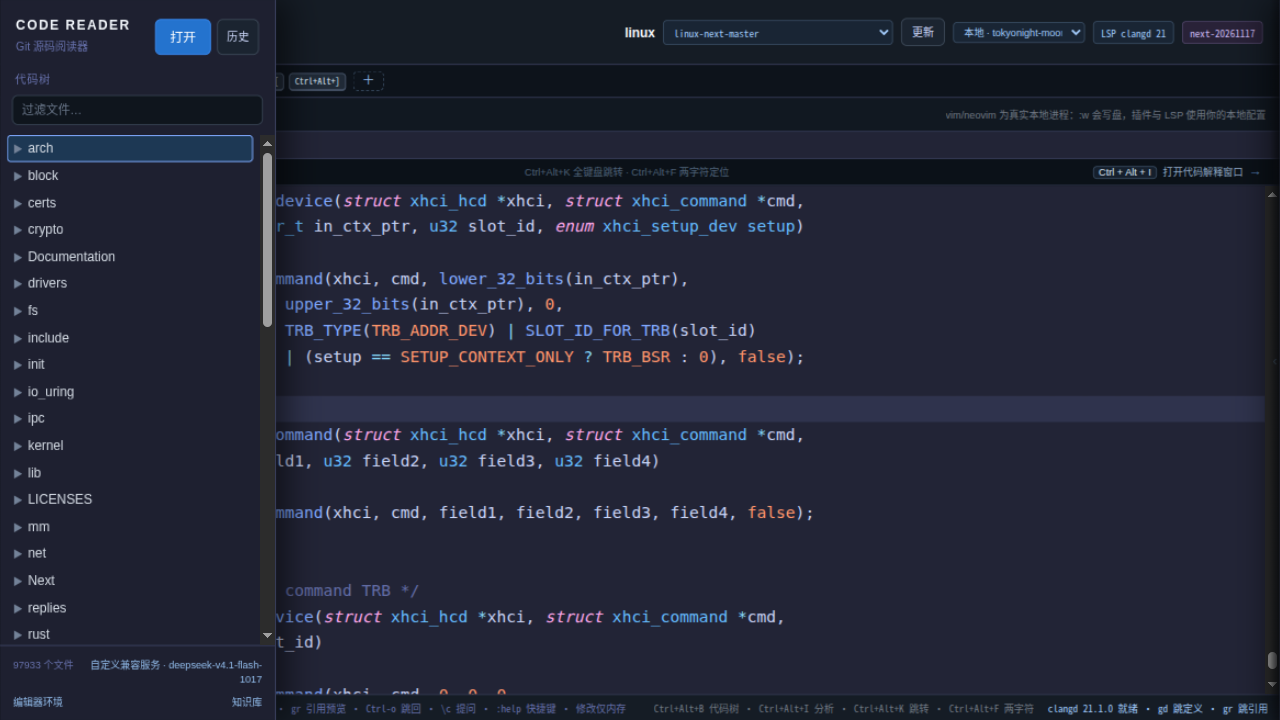 CODE READER
Git 源码阅读器
打开
历史
linux
linux-next-master
更新
本地 · tokyonight-moon
LSP clangd 21
next-20261117
代码树
Ctrl+Alt+]
+
过滤文件…
vim/neovim 为真实本地进程：:w 会写盘，插件与 LSP 使用你的本地配置
Ctrl+Alt+K 全键盘跳转 · Ctrl+Alt+F 两字符定位
Ctrl + Alt + I 打开代码解释窗口 →
arch
block
certs
crypto
Documentation
drivers
fs
include
init
io_uring
ipc
kernel
lib
LICENSES
mm
net
Next
replies
rust
device(struct xhci_hcd *xhci, struct xhci_command *cmd,
r_t in_ctx_ptr, u32 slot_id, enum xhci_setup_dev setup)
mmand(xhci, cmd, lower_32_bits(in_ctx_ptr),
upper_32_bits(in_ctx_ptr), 0,
TRB_TYPE(TRB_ADDR_DEV) | SLOT_ID_FOR_TRB(slot_id)
| (setup == SETUP_CONTEXT_ONLY ? TRB_BSR : 0), false);
ommand(struct xhci_hcd *xhci, struct xhci_command *cmd,
ld1, u32 field2, u32 field3, u32 field4)
mmand(xhci, cmd, field1, field2, field3, field4, false);
command TRB */
vice(struct xhci_hcd *xhci, struct xhci_command *cmd,
t_id)
mmand(xhci, cmd, 0, 0, 0,
97933 个文件
自定义兼容服务 · deepseek-v4.1-flash-
1017
编辑器环境
知识库
· gr 引用预览 · Ctrl-o 跳回 · \c 提问 · :help 快捷键 · 修改仅内存
Ctrl+Alt+B 代码树 · Ctrl+Alt+I 分析 · Ctrl+Alt+K 跳转 · Ctrl+Alt+F 两字符
clangd 21.1.0 就绪 · gd 跳定义 · gr 跳引用